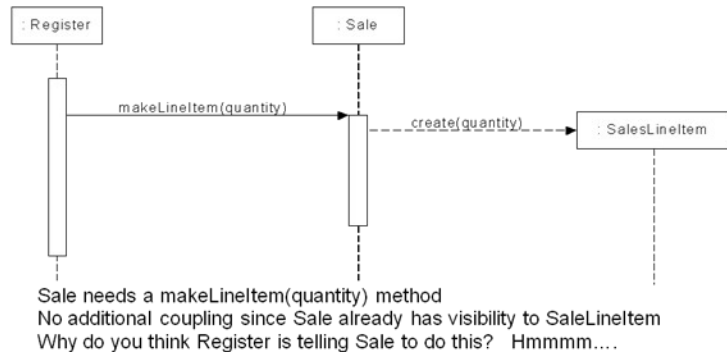 : Register
: Sale
makeLineItem(quantity)
create(quantity)
: SalesLineItem
Sale needs a makeLineItem(quantity) method
No additional coupling since Sale already has visibility to SaleLineItem
Why do you think Register is telling Sale to do this? Hmmmm....